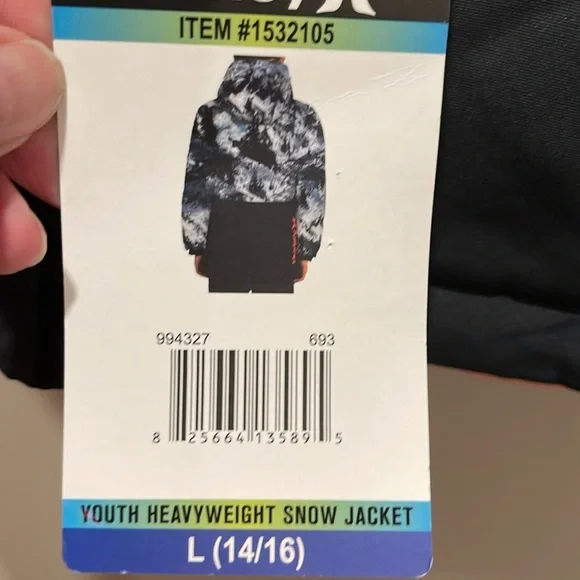 ITEM #1532105
994327 693
8 25664 13589 5
YOUTH HEAVYWEIGHT SNOW JACKET
L (14/16)